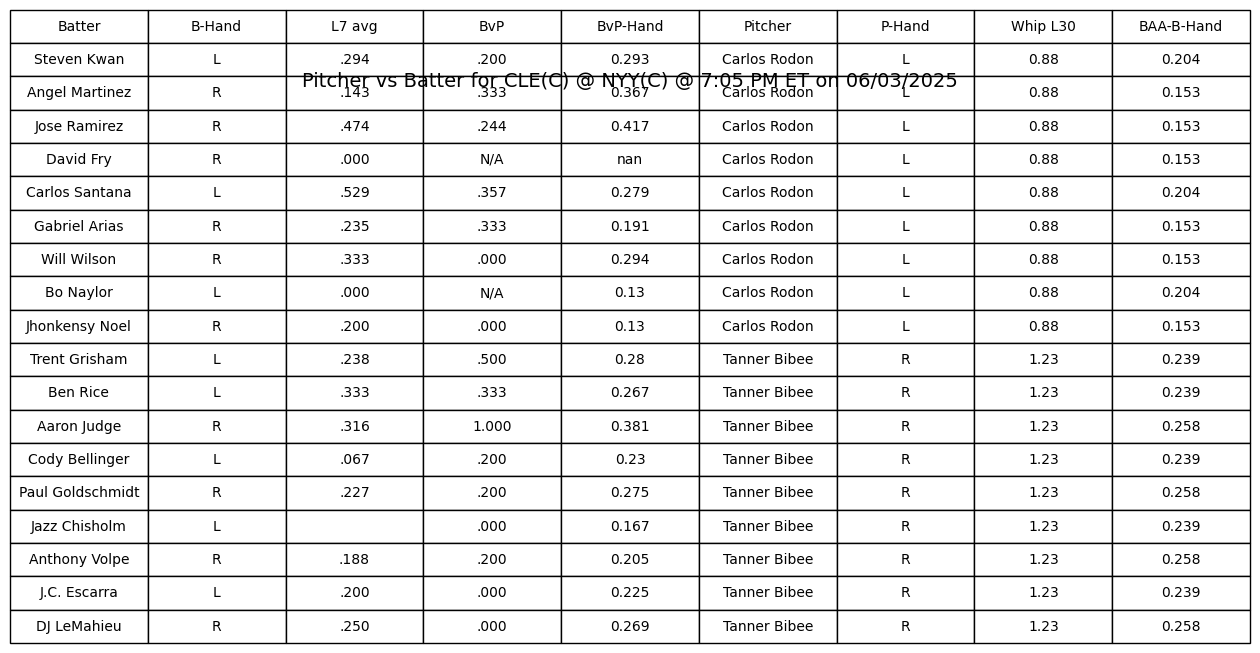 Batter B-Hand L7 avg BvP BvP-Hand Pitcher P-Hand Whip L30 BAA-B-Hand
Steven Kwan L .294 .200 0.293 Carlos Rodon L 0.88 0.204
Pitcher vs Batter for CLE(C) @ NYY(C) @ 7:05 PM ET on 06/03/2025
Angel Martinez R .143 .333 0.367 Carlos Rodon L 0.88 0.153
Jose Ramirez R .474 .244 0.417 Carlos Rodon L 0.88 0.153
David Fry R .000 N/A nan Carlos Rodon L 0.88 0.153
Carlos Santana L .529 .357 0.279 Carlos Rodon L 0.88 0.204
Gabriel Arias R .235 .333 0.191 Carlos Rodon L 0.88 0.153
Will Wilson R .333 .000 0.294 Carlos Rodon L 0.88 0.153
Bo Naylor L .000 N/A 0.13 Carlos Rodon L 0.88 0.204
Jhonkensy Noel R .200 .000 0.13 Carlos Rodon L 0.88 0.153
Trent Grisham L .238 .500 0.28 Tanner Bibee R 1.23 0.239
Ben Rice L .333 .333 0.267 Tanner Bibee R 1.23 0.239
Aaron Judge R .316 1.000 0.381 Tanner Bibee R 1.23 0.258
Cody Bellinger L .067 .200 0.23 Tanner Bibee R 1.23 0.239
Paul Goldschmidt R .227 .200 0.275 Tanner Bibee R 1.23 0.258
Jazz Chisholm L .000 0.167 Tanner Bibee R 1.23 0.239
Anthony Volpe R .188 .200 0.205 Tanner Bibee R 1.23 0.258
J.C. Escarra L .200 .000 0.225 Tanner Bibee R 1.23 0.239
DJ LeMahieu R .250 .000 0.269 Tanner Bibee R 1.23 0.258